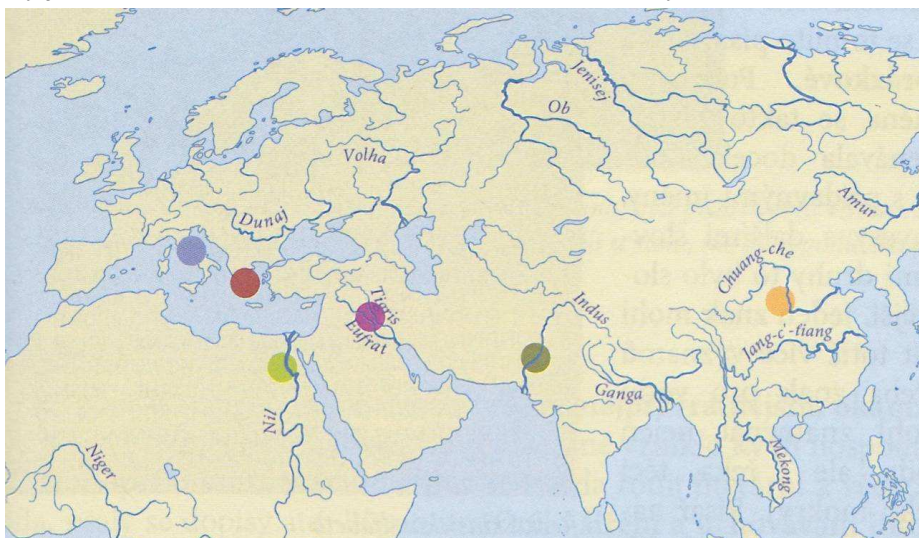 Jenisej
Ob
Volha
Amur
Dunaj
Chuang-che
Tigris
Eufrat
Indus
Jang-c'-ťiang
Ganga
Nil
Niger
Mekong